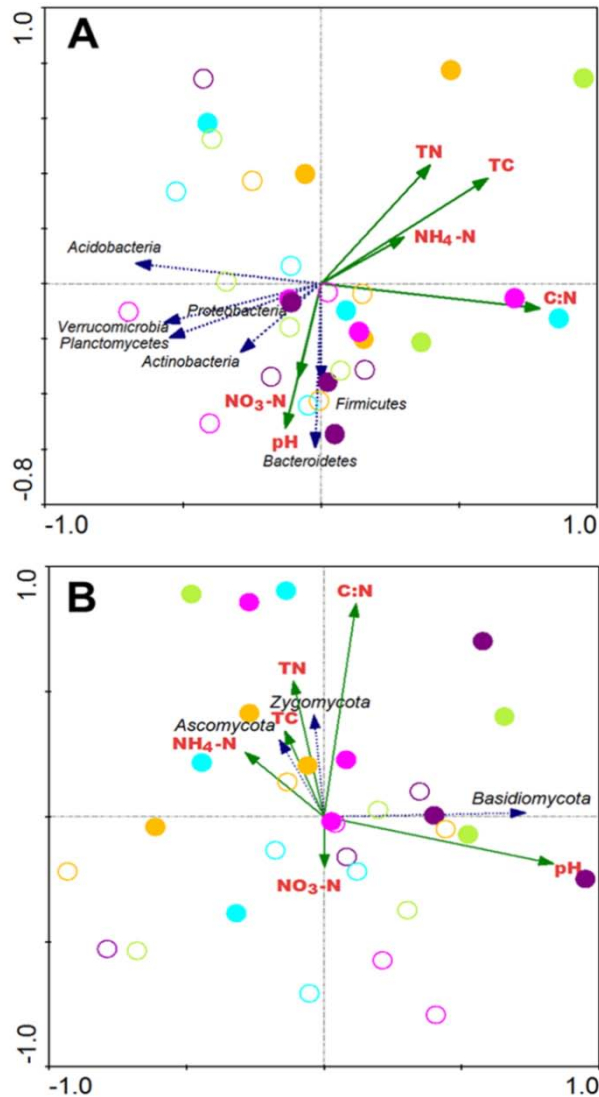 A
1.0
TN
TC
NH4-N
Acidobacteria
C:N
Proteobacteria
Verrucomicrobia
Planctomycetes
Actinobacteria
NO3-N
Firmicutes
pH
Bacteroidetes
-0.8
-1.0 1.0
B
1.0
C:N
TN
Zygomycota
Ascomycota TC
NH4-N
Basidiomycota
pH
NO3-N
-1.0
-1.0 1.0